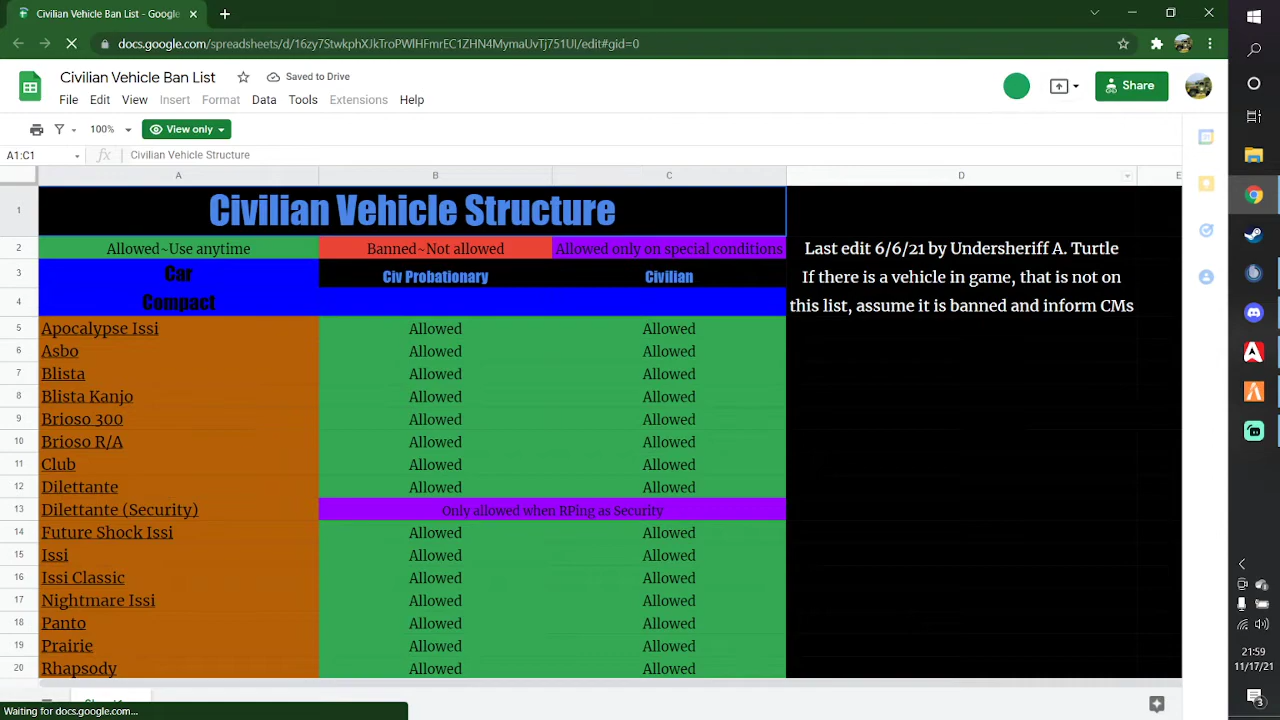 Civilian Vehicle Ban List - Google
docs.google.com/spreadsheets/d/16zy7StwkphXJkTroPWlHFmrEC1ZHN4MymaUvTj751UI/edit#gid=0
Civilian Vehicle Ban List
Saved to Drive
File Edit View Insert Format Data Tools Extensions Help
Share
100%
View only
A1:C1
fx
Civilian Vehicle Structure
A B C D E
1 Civilian Vehicle Structure
2 Allowed~Use anytime Banned~Not allowed Allowed only on special conditions Last edit 6/6/21 by Undersheriff A. Turtle
3 Car Civ Probationary Civilian If there is a vehicle in game, that is not on
4 Compact this list, assume it is banned and inform CMs
5 Apocalypse Issi Allowed Allowed
6 Asbo Allowed Allowed
7 Blista Allowed Allowed
8 Blista Kanjo Allowed Allowed
9 Brioso 300 Allowed Allowed
10 Brioso R/A Allowed Allowed
11 Club Allowed Allowed
12 Dilettante Allowed Allowed
13 Dilettante (Security) Only allowed when RPing as Security
14 Future Shock Issi Allowed Allowed
15 Issi Allowed Allowed
16 Issi Classic Allowed Allowed
17 Nightmare Issi Allowed Allowed
18 Panto Allowed Allowed
19 Prairie Allowed Allowed
20 Rhapsody Allowed Allowed
Waiting for docs.google.com...
21:59
11/17/21
3